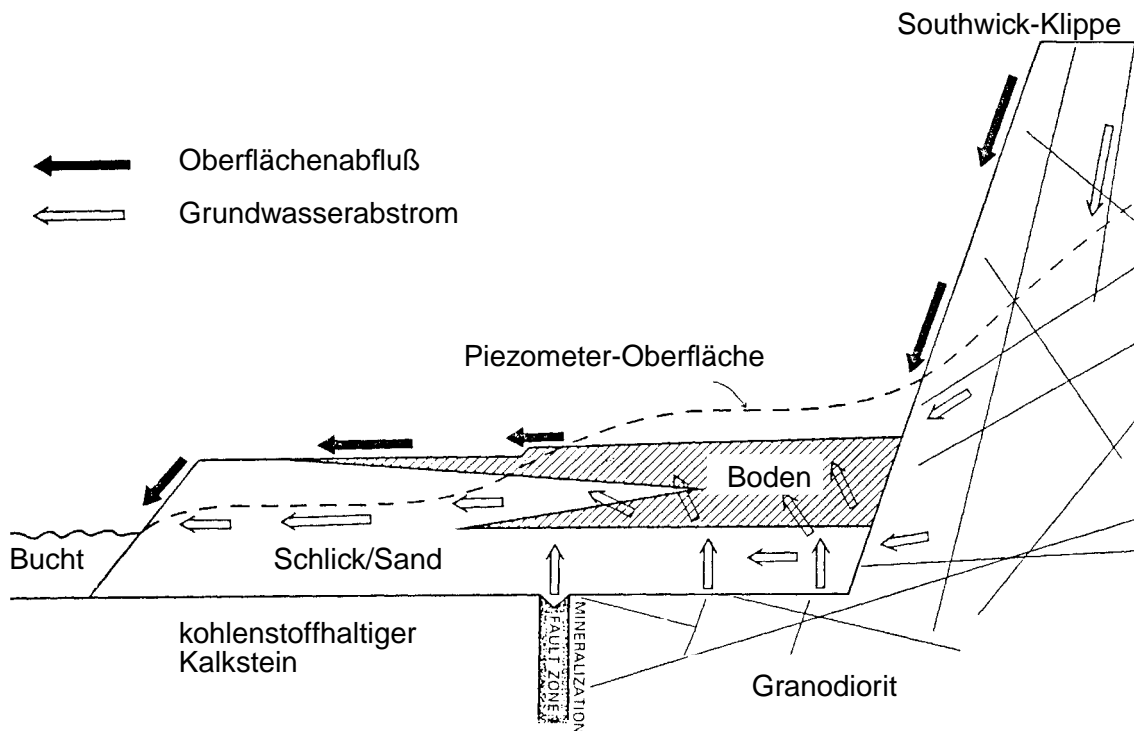 Southwick-Klippe
Oberflächenabfluß
Grundwasserabstrom
Piezometer-Oberfläche
Boden
Bucht
Schlick/Sand
kohlenstoffhaltiger
Kalkstein
FAULT ZONE
MINERALIZATION
Granodiorit